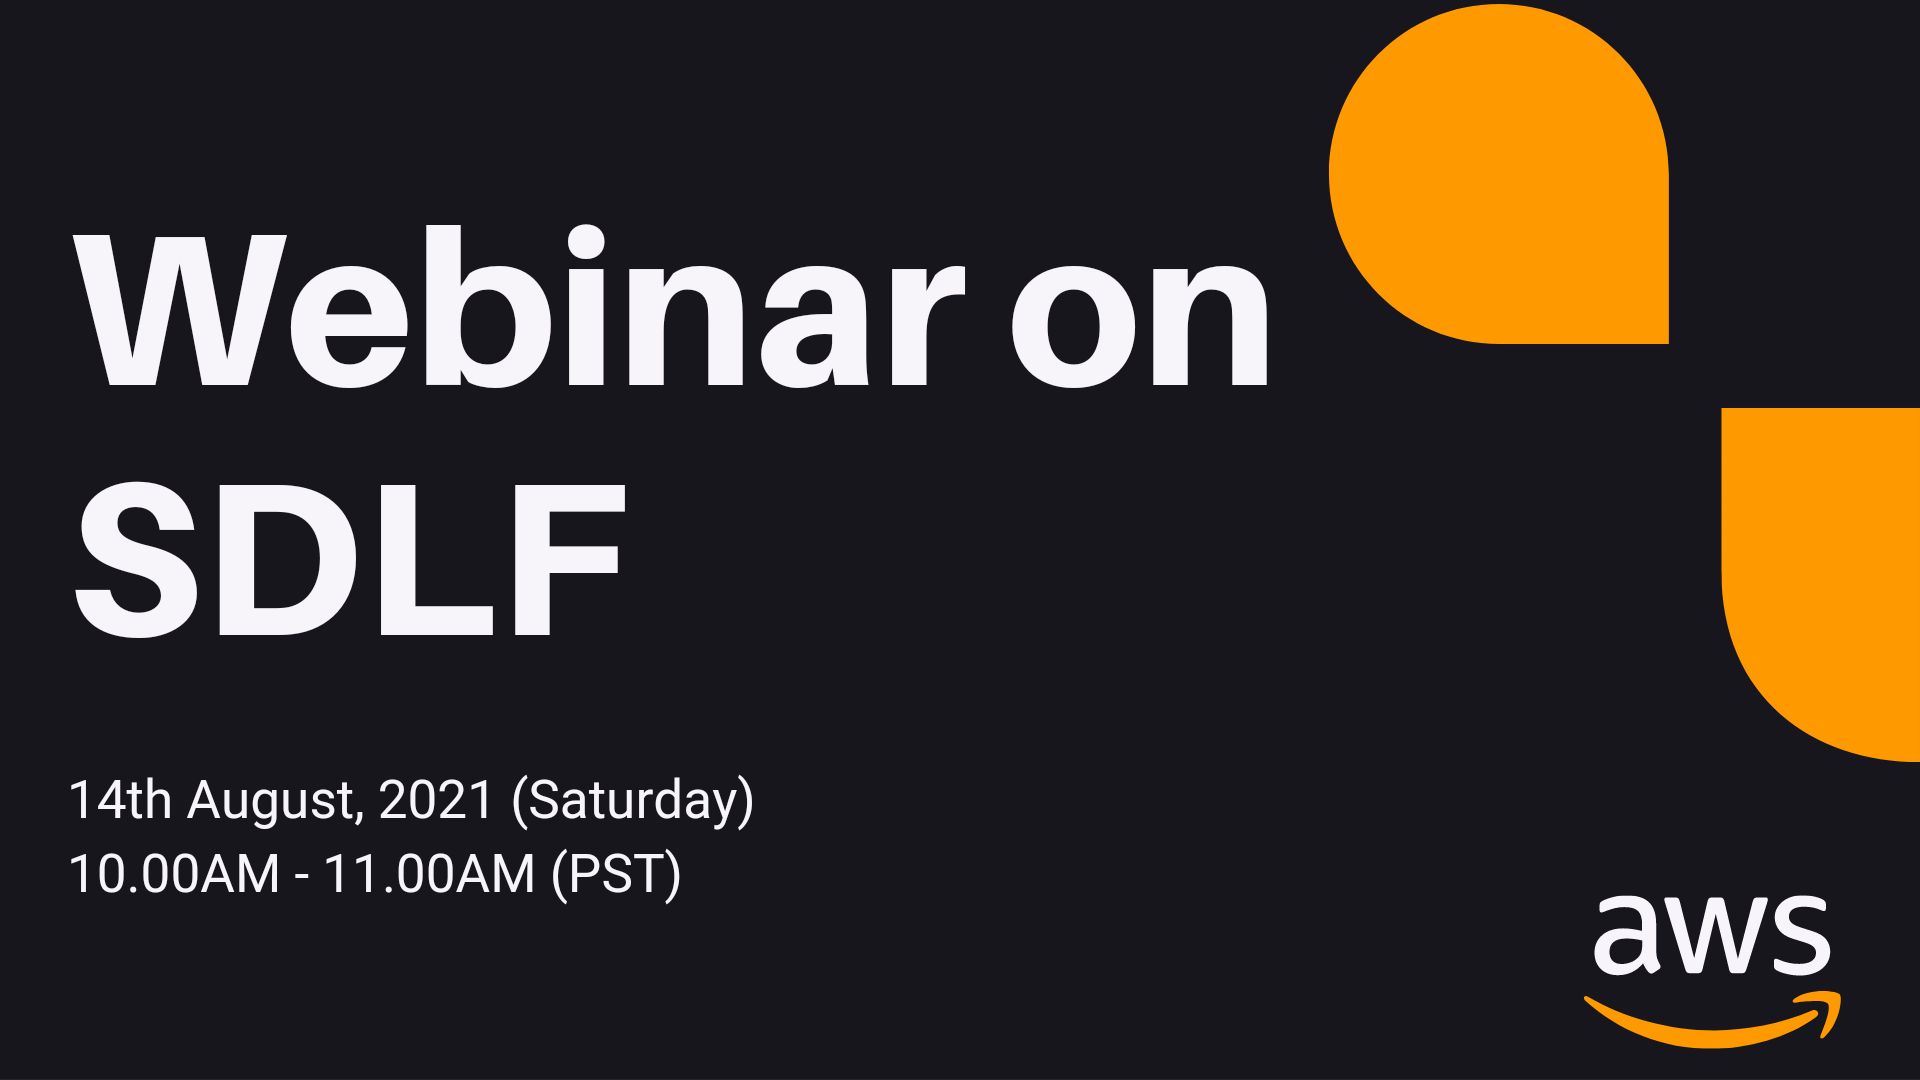 Webinar on
SDLF
14th August, 2021 (Saturday)
10.00AM - 11.00AM (PST)
aws